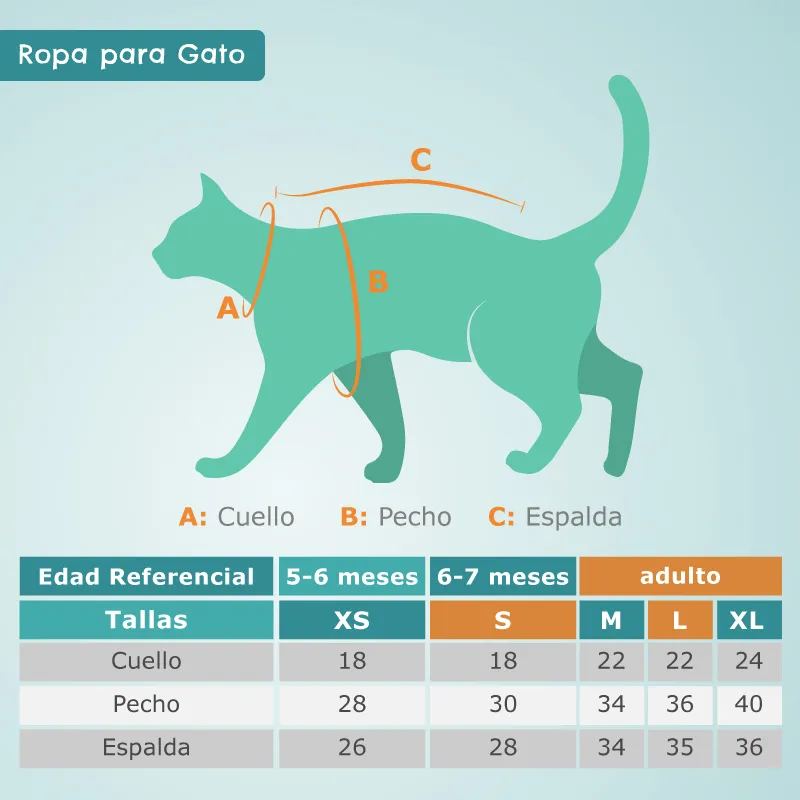 Ropa para Gato
C
B
A
A: Cuello B: Pecho C: Espalda
Edad Referencial 5-6 meses 6-7 meses adulto
Tallas XS S M L XL
Cuello 18 18 22 22 24
Pecho 28 30 34 36 40
Espalda 26 28 34 35 36